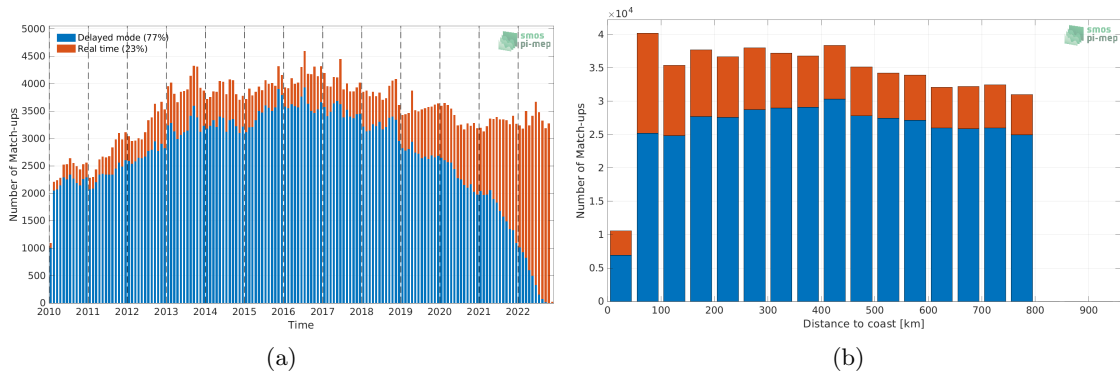 5000
4500
4000
3500
3000
2500
2000
1500
1000
500
0
Number of Match-ups
Delayed mode (77%)
Real time (23%)
smos
pi-mep
2010 2011 2012 2013 2014 2015 2016 2017 2018 2019 2020 2021 2022
Time
(a)
×10⁴
4
3.5
3
2.5
2
1.5
1
0.5
0
Number of Match-ups
smos
pi-mep
0 100 200 300 400 500 600 700 800 900
Distance to coast [km]
(b)